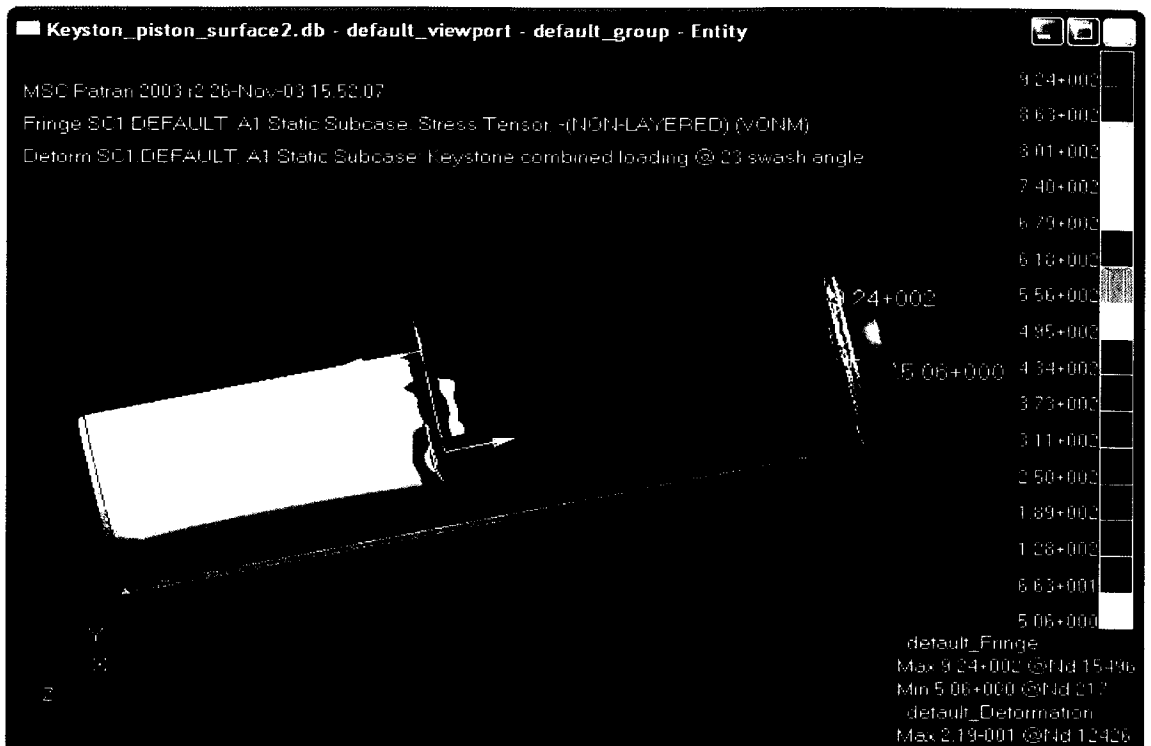 Keyston_piston_surface2.db - default_viewport - default_group - Entity
MSC Patran 2003 r2 26-Nov-03 15:52:07
Fringe SC1:DEFAULT, A1:Static Subcase: Stress Tensor, -(NON-LAYERED) (VONM)
Deform SC1:DEFAULT, A1:Static Subcase: Keystone combined loading @ 23 swash angle
9.24+002
8.63+002
8.01+002
7.40+002
6.79+002
6.18+002
5.56+002
4.95+002
4.34+002
3.73+002
3.11+002
2.50+002
1.89+002
1.28+002
6.63+001
5.06+000
9.24+002
5.06+000
Y
X
Z
default_Fringe
Max 9.24+002 @Nd 15496
Min 5.06+000 @Nd 217
default_Deformation
Max 2.19-001 @Nd 12426